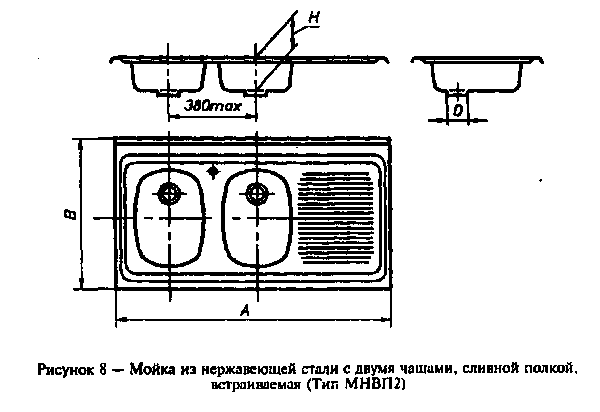 H
380max
D
B
A
Рисунок 8 — Мойка из нержавеющей стали с двумя чашами, сливной полкой,
встраиваемая (Тип МНВП2)